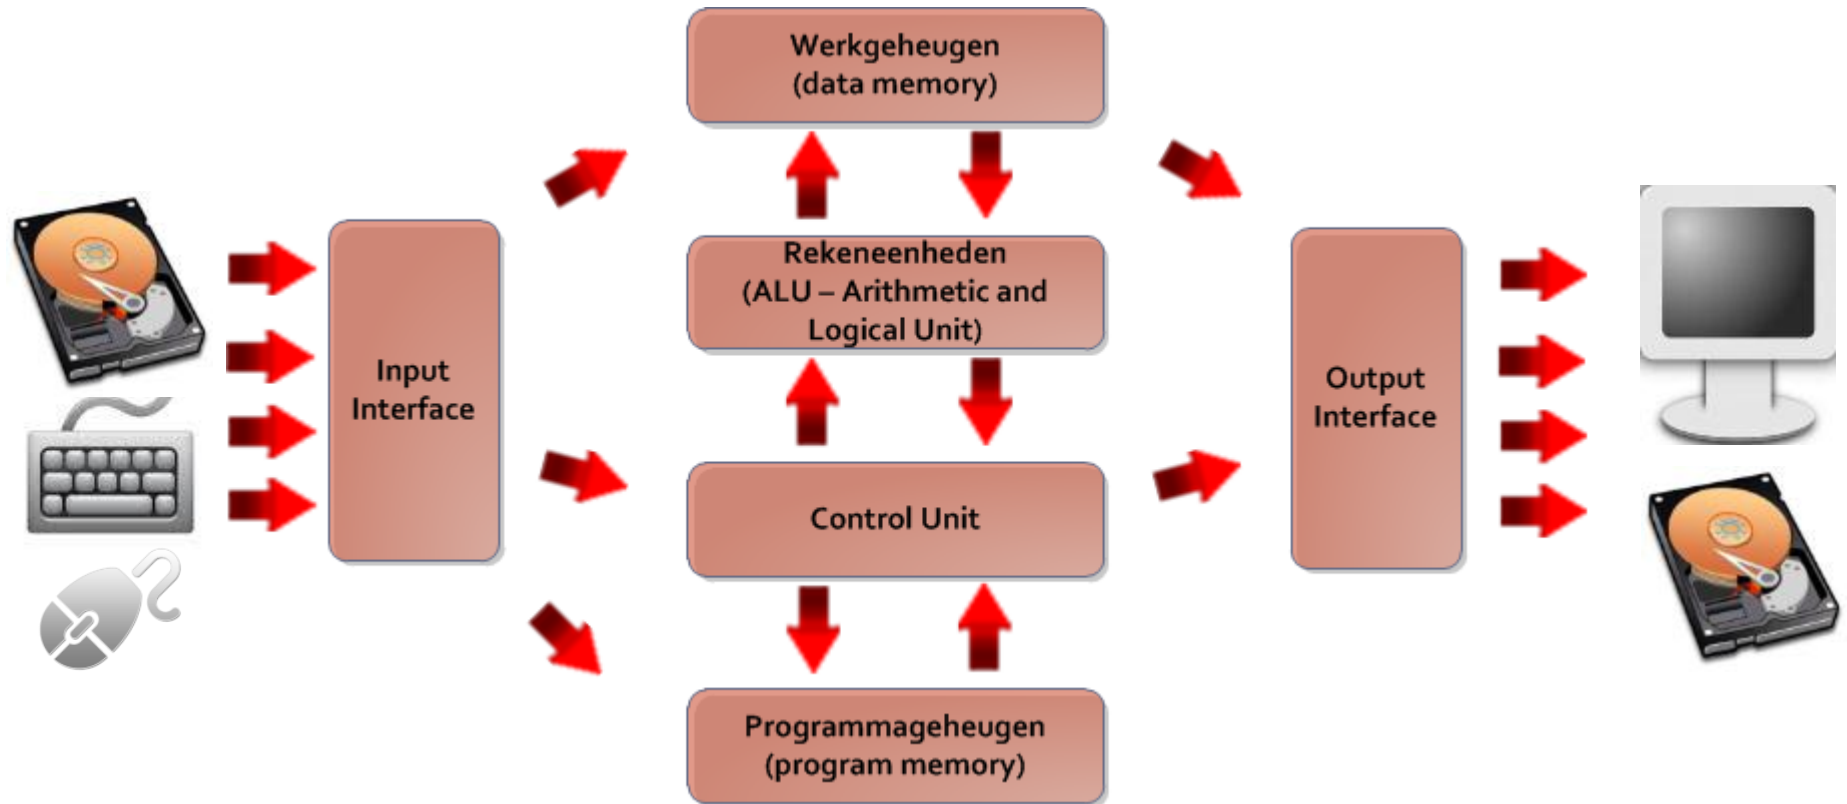 Werkgeheugen
(data memory)
Rekeneenheden
(ALU – Arithmetic and
Logical Unit)
Input
Interface
Output
Interface
Control Unit
Programmageheugen
(program memory)